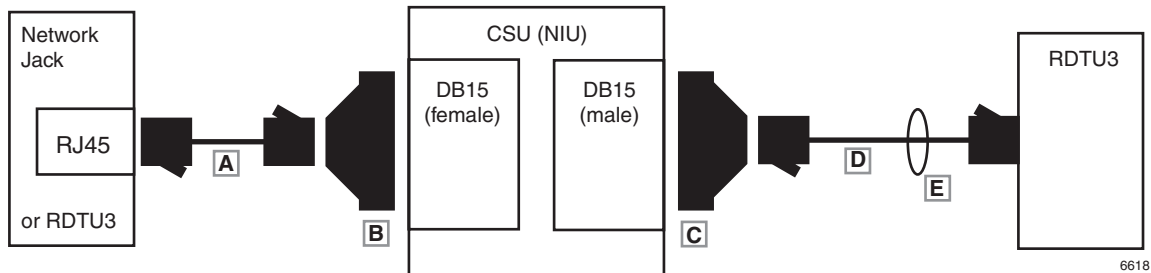 Network
Jack
RJ45
or RDTU3
A
B
CSU (NIU)
DB15
(female)
DB15
(male)
C
D
E
RDTU3
6618